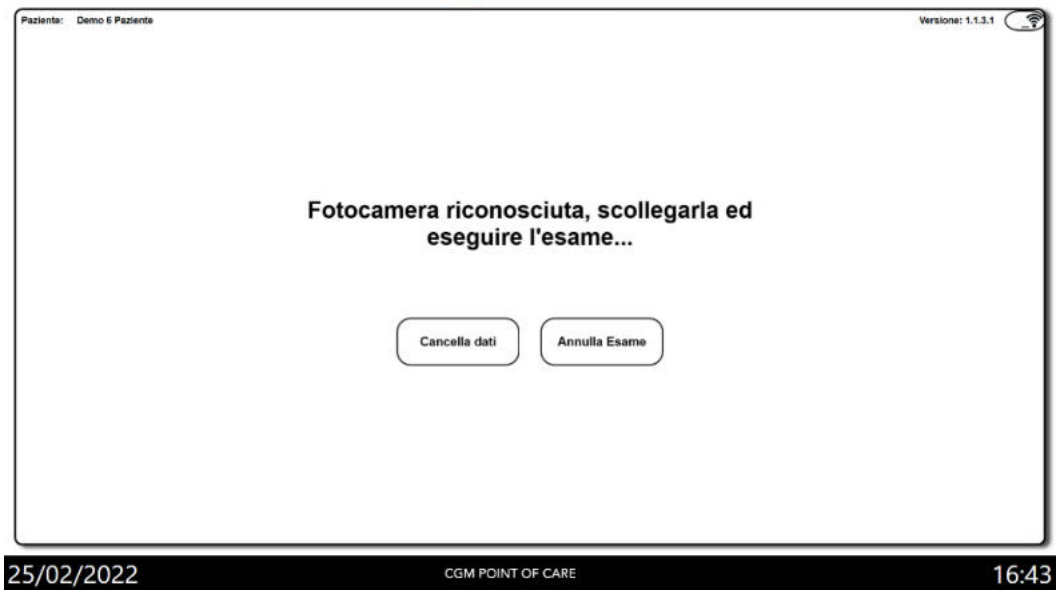 Paziente: Demo 6 Paziente
Versione: 1.1.3.1
Fotocamera riconosciuta, scollegarla ed
eseguire l'esame...
Cancella dati
Annulla Esame
25/02/2022
CGM POINT OF CARE
16:43